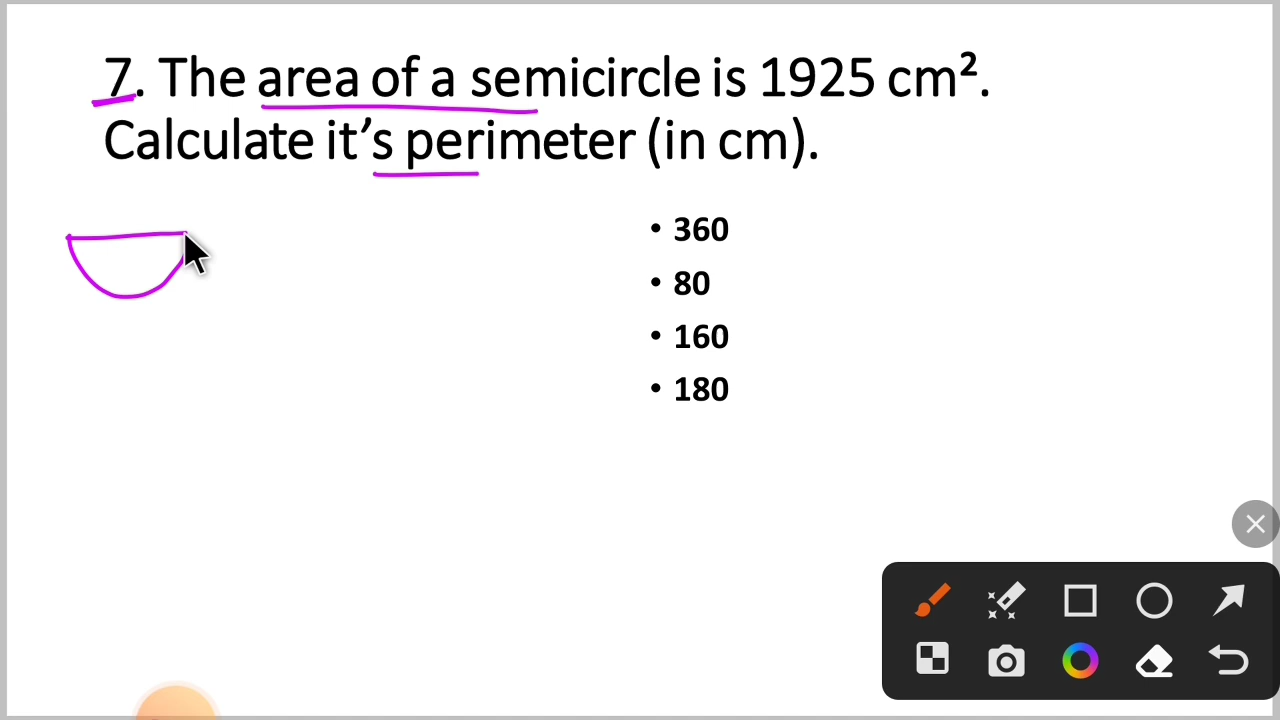 7. The area of a semicircle is 1925 cm².
Calculate it’s perimeter (in cm).
• 360
• 80
• 160
• 180